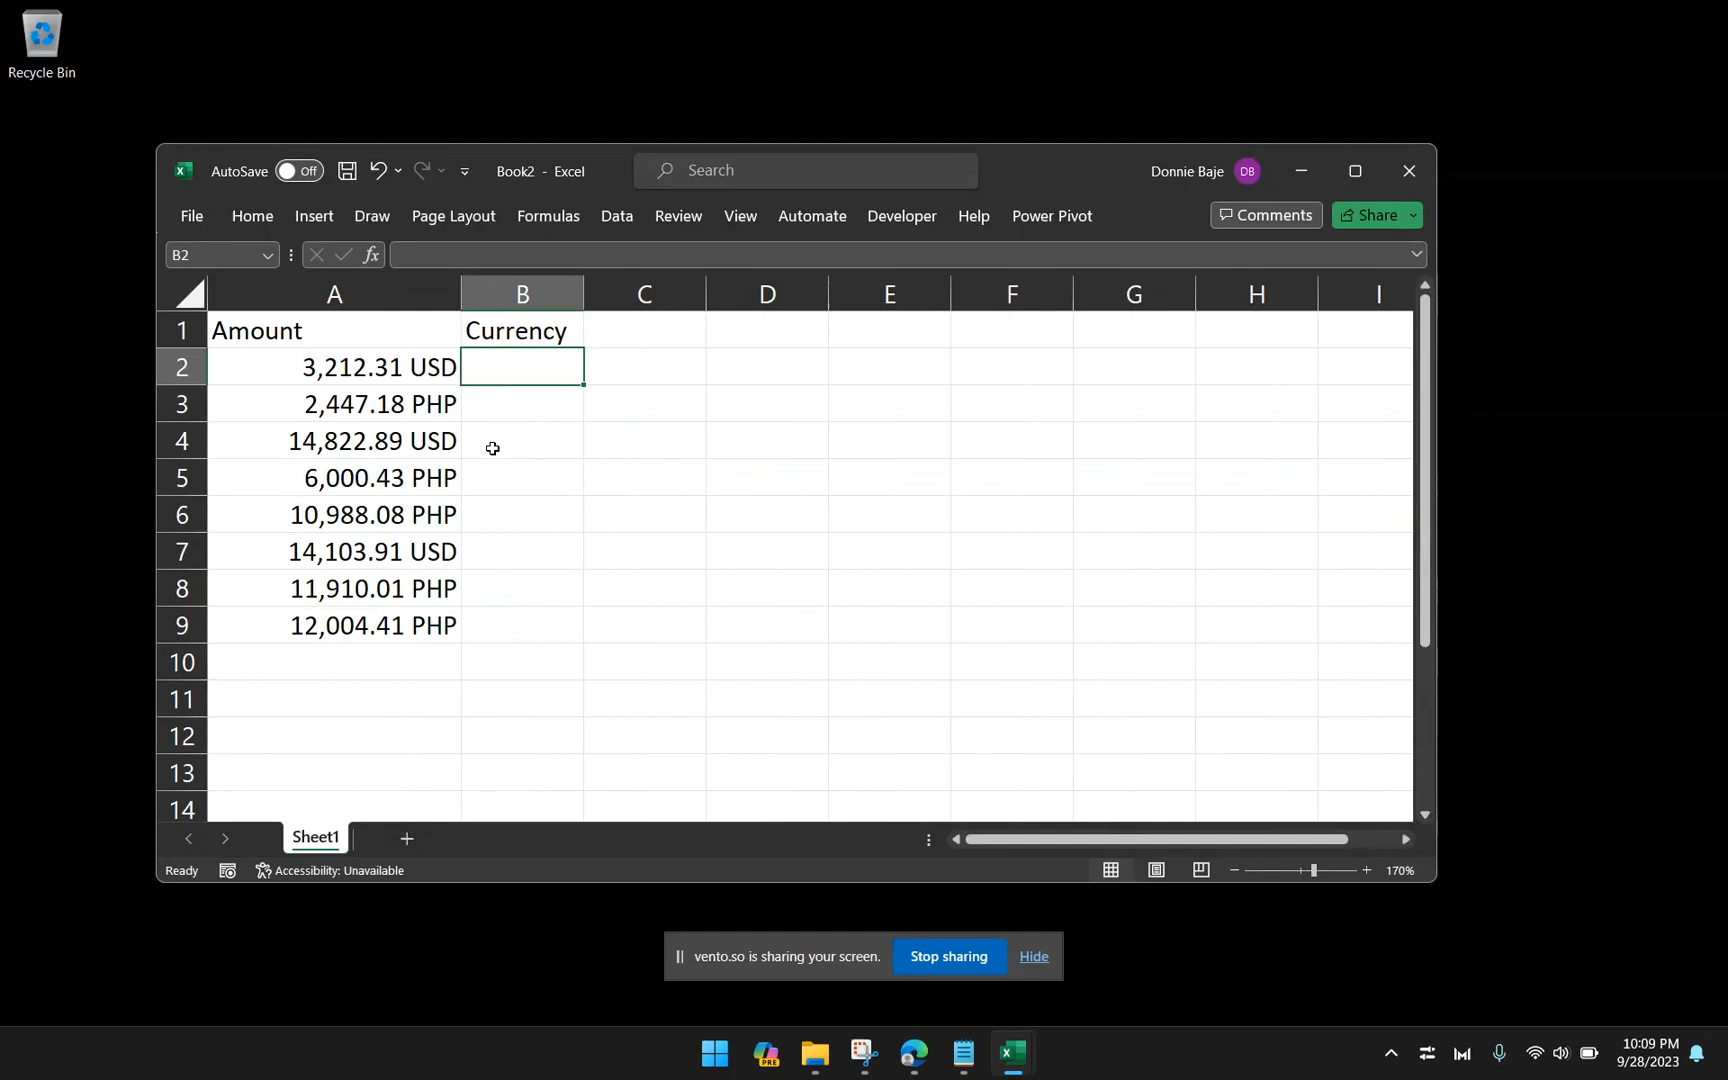 Recycle Bin
AutoSave Off Book2 - Excel Search Donnie Baje DB
File Home Insert Draw Page Layout Formulas Data Review View Automate Developer Help Power Pivot Comments Share
B2 fx
A B C D E F G H I
1 Amount Currency
2 3,212.31 USD
3 2,447.18 PHP
4 14,822.89 USD
5 6,000.43 PHP
6 10,988.08 PHP
7 14,103.91 USD
8 11,910.01 PHP
9 12,004.41 PHP
10
11
12
13
14
Sheet1
Ready Accessibility: Unavailable 170%
vento.so is sharing your screen. Stop sharing Hide
PRE
10:09 PM
9/28/2023